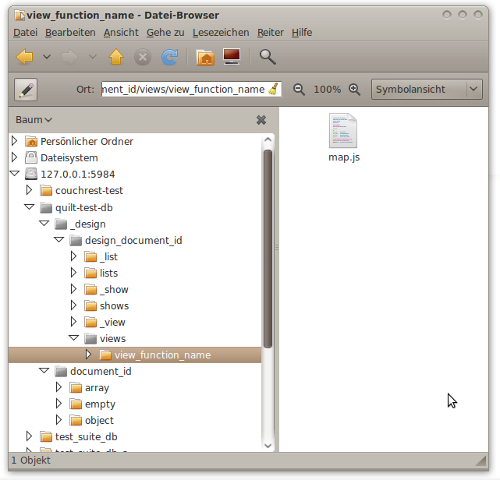 view_function_name - Datei-Browser
Datei Bearbeiten Ansicht Gehe zu Lesezeichen Reiter Hilfe
Ort: ment_id/views/view_function_name 100% Symbolansicht
Baum
Persönlicher Ordner
Dateisystem
127.0.0.1:5984
couchrest-test
quilt-test-db
_design
design_document_id
_list
lists
_show
shows
_view
views
view_function_name
document_id
array
empty
object
test_suite_db
map.js
1 Objekt